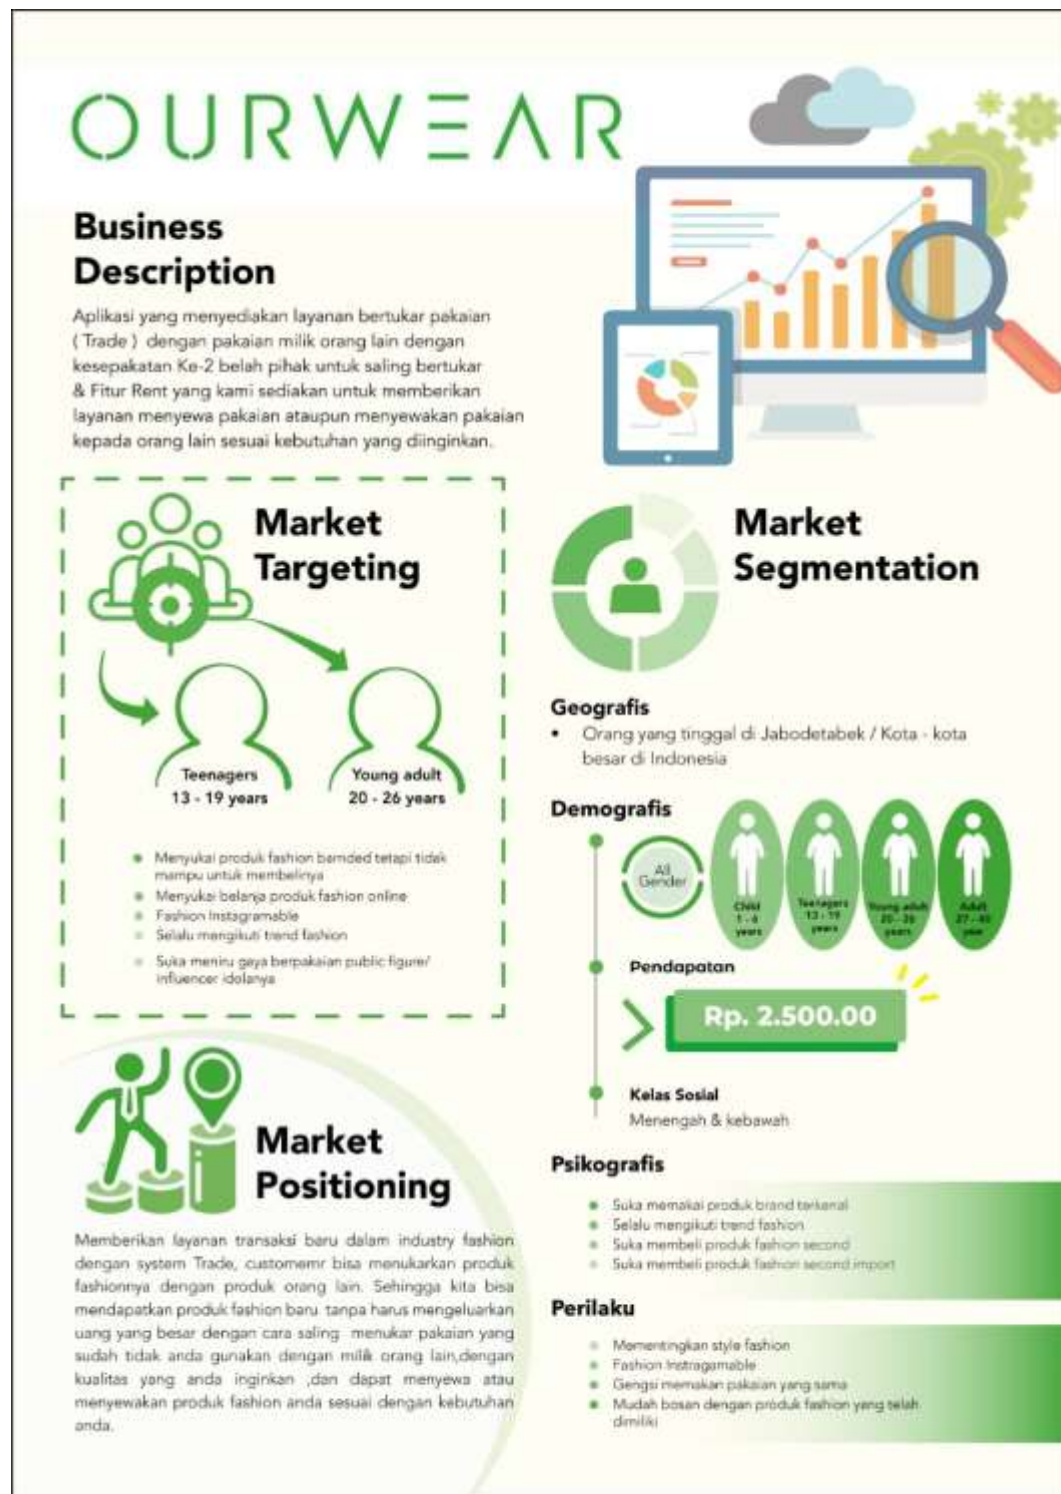 OURWEAR
Business
Description
Aplikasi yang menyediakan layanan bertukar pakaian
( Trade ) dengan pakaian milik orang lain dengan
kesepakatan Ke-2 belah pihak untuk saling bertukar
& Fitur Rent yang kami sediakan untuk memberikan
layanan menyewa pakaian ataupun menyewakan pakaian
kepada orang lain sesuai kebutuhan yang diinginkan.
Market
Targeting
Teenagers
13 - 19 years
Young adult
20 - 26 years
Menyukai produk fashion barnded tetapi tidak
mampu untuk membelinya
Menyukai belanja produk fashion online
Fashion Instagramable
Selalu mengikuti trend fashion
Suka meniru gaya berpakaian public figure/
influencer idolanya
Market
Positioning
Memberikan layanan transaksi baru dalam industry fashion
dengan system Trade, custormemr bisa menukarkan produk
fashionnya dengan produk orang lain. Sehingga kita bisa
mendapatkan produk fashion baru tanpa harus mengeluarkan
uang yang besar dengan cara saling menukar pakaian yang
sudah tidak anda gunakan dengan milik orang lain,dengan
kualitas yang anda inginkan ,dan dapat menyewa atau
menyewakan produk fashion anda sesuai dengan kebutuhan
anda.
Market
Segmentation
Geografis
• Orang yang tinggal di Jabodetabek / Kota - kota
besar di Indonesia
Demografis
All
Gender
Child
1 - 6
years
Teenagers
13 - 19
years
Young adult
20 - 26
years
Adult
27 - 40
year
Pendapatan
Rp. 2.500.00
Kelas Sosial
Menengah & kebawah
Psikografis
Suka memakai produk brand terkenal
Selalu mengikuti trend fashion
Suka membeli produk fashion second
Suka membeli produk fashion second import
Perilaku
Mementingkan style fashion
Fashion Instragamable
Gengsi memakan pakaian yang sama
Mudah bosan dengan produk fashion yang telah
dimiliki